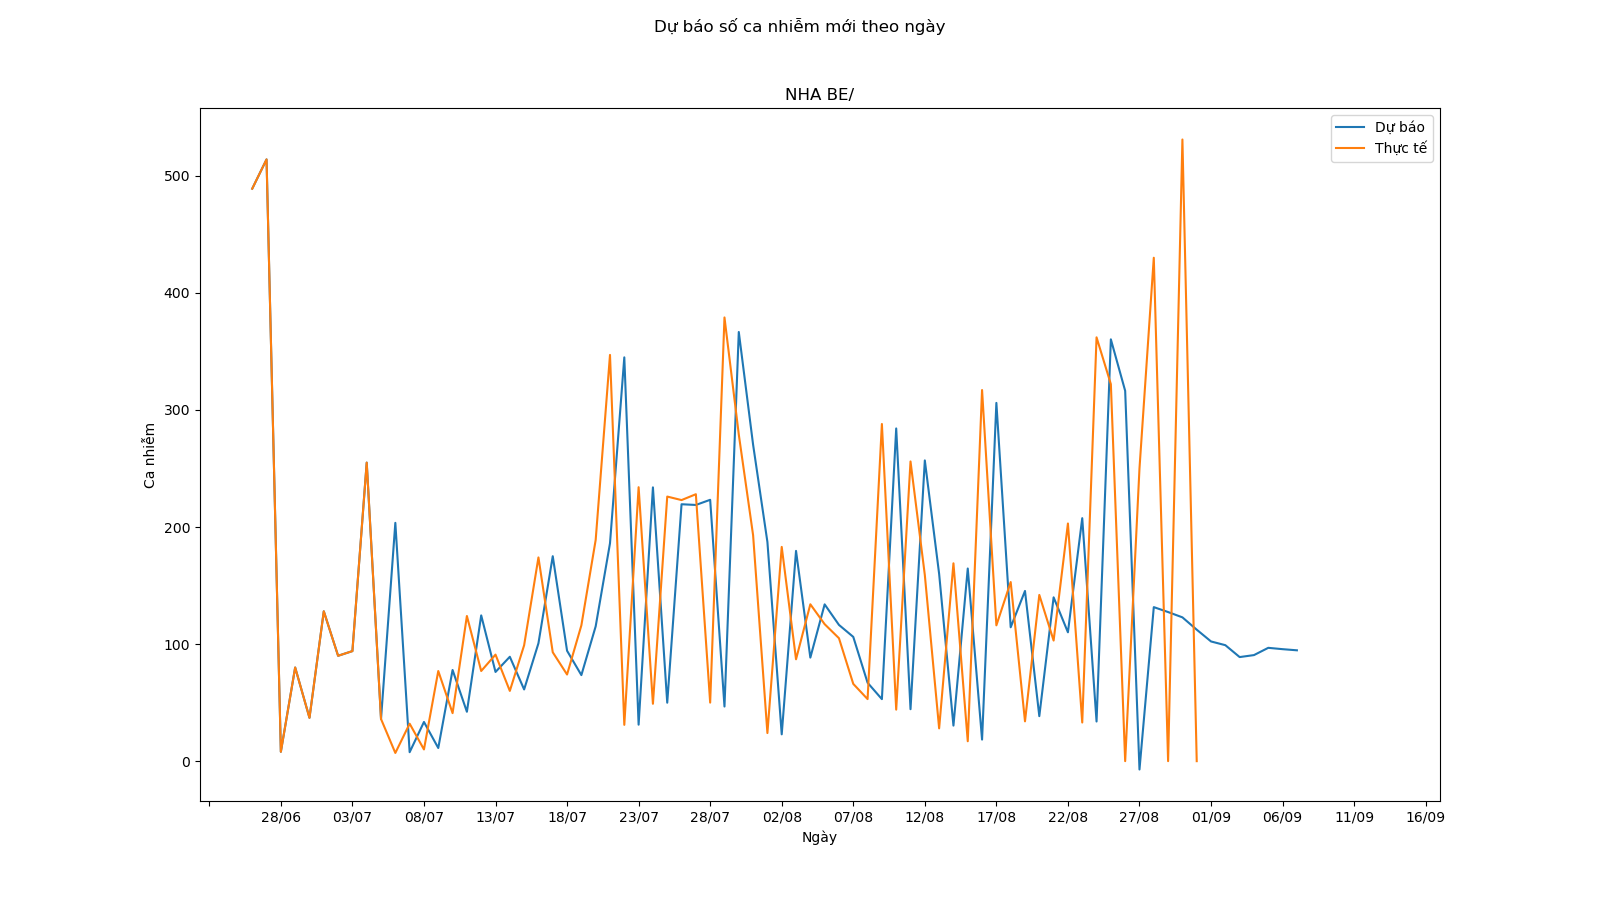 Dự báo số ca nhiễm mới theo ngày
NHA BE/
Dự báo
Thực tế
500
400
300
200
100
0
Ca nhiễm
28/06 03/07 08/07 13/07 18/07 23/07 28/07 02/08 07/08 12/08 17/08 22/08 27/08 01/09 06/09 11/09 16/09
Ngày